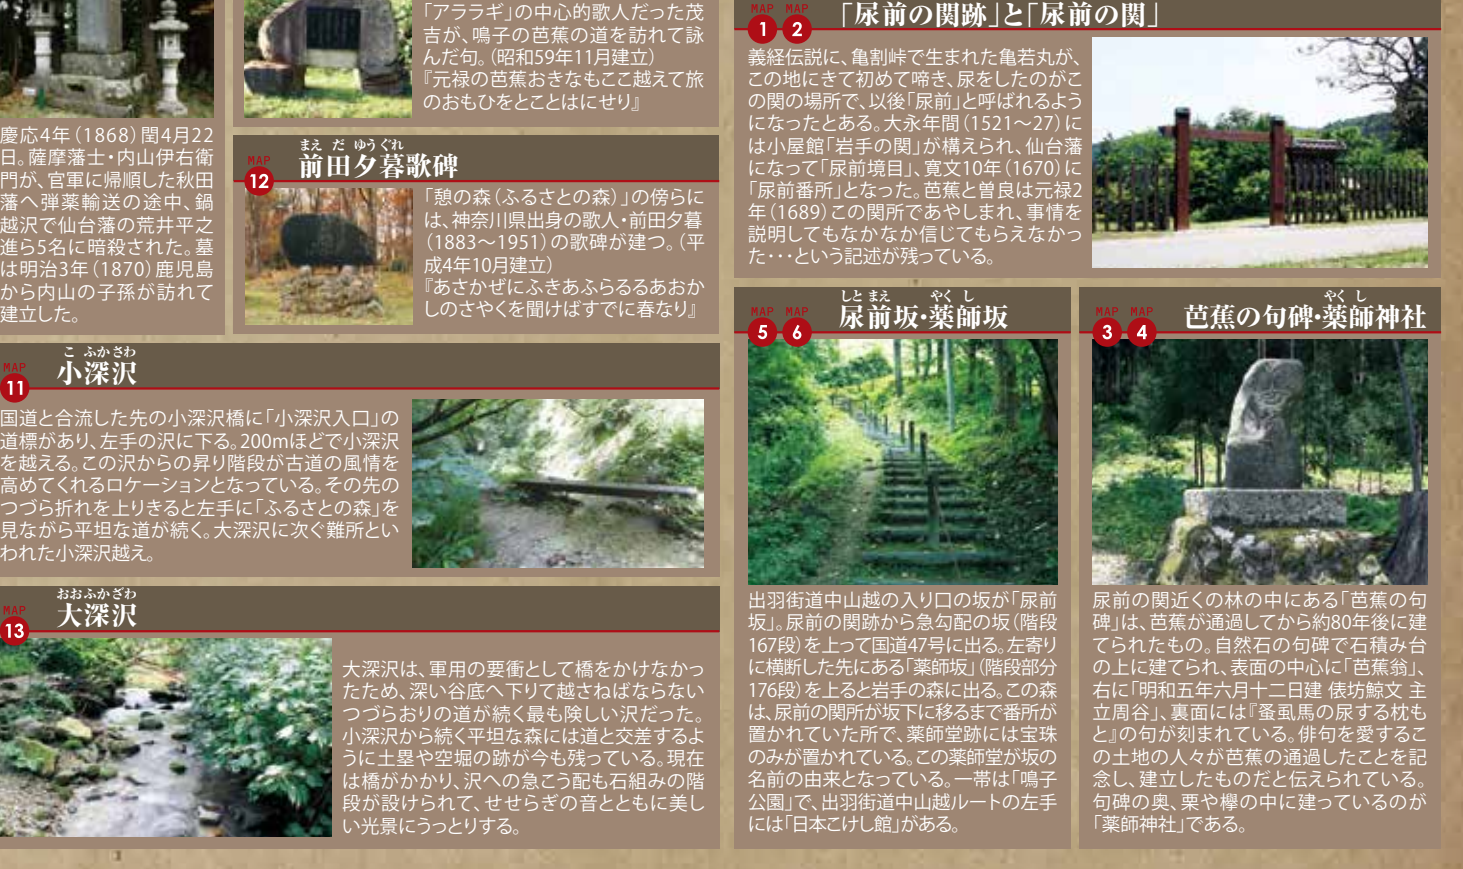 慶応4年（1868）閏4月22
日。薩摩藩士・内山伊右衛
門が、官軍に帰順した秋田
藩へ弾薬輸送の途中、鍋
越沢で仙台藩の荒井平之
進ら5名に暗殺された。墓
は明治3年（1870）鹿児島
から内山の子孫が訪れて
建立した。
「アララギ」の中心的歌人だった茂
吉が、鳴子の芭蕉の道を訪れて詠
んだ句。（昭和59年11月建立）
『元禄の芭蕉おきなもここ越えて旅
のおもひをとことはにせり』
MAP
12
まえ だ ゆうぐれ
前田夕暮歌碑
「憩の森（ふるさとの森）」の傍らに
は、神奈川県出身の歌人・前田夕暮
（1883～1951）の歌碑が建つ。（平
成4年10月建立）
『あさかぜにふきあふらるるあおか
しのさやくを聞けばすでに春なり』
MAP
11
こ ふかさわ
小深沢
国道と合流した先の小深沢橋に「小深沢入口」の
道標があり、左手の沢に下る。200mほどで小深沢
を越える。この沢からの昇り階段が古道の風情を
高めてくれるロケーションとなっている。その先の
つづら折れを上りきると左手に「ふるさとの森」を
見ながら平坦な道が続く。大深沢に次ぐ難所とい
われた小深沢越え。
MAP
13
おおふかざわ
大深沢
大深沢は、軍用の要衝として橋をかけなかっ
たため、深い谷底へ下りて越さねばならない
つづらおりの道が続く最も険しい沢だった。
小深沢から続く平坦な森には道と交差するよ
うに土塁や空堀の跡が今も残っている。現在
は橋がかかり、沢への急こう配も石組みの階
段が設けられて、せせらぎの音とともに美し
い光景にうっとりする。
MAP MAP
1 2
「尿前の関跡」と「尿前の関」
義経伝説に、亀割峠で生まれた亀若丸が、
この地にきて初めて啼き、尿をしたのがこ
の関の場所で、以後「尿前」と呼ばれるよう
になったとある。大永年間（1521～27）に
は小屋館「岩手の関」が構えられ、仙台藩
になって「尿前境目」、寛文10年（1670）に
「尿前番所」となった。芭蕉と曽良は元禄2
年（1689）この関所であやしまれ、事情を
説明してもなかなか信じてもらえなかっ
た・・・という記述が残っている。
MAP MAP
5 6
しと まえ やく し
尿前坂・薬師坂
出羽街道中山越の入り口の坂が「尿前
坂」。尿前の関跡から急勾配の坂（階段
167段）を上って国道47号に出る。左寄り
に横断した先にある「薬師坂」（階段部分
176段）を上ると岩手の森に出る。この森
は、尿前の関所が坂下に移るまで番所が
置かれていた所で、薬師堂跡には宝珠
のみが置かれている。この薬師堂が坂の
名前の由来となっている。一帯は「鳴子
公園」で、出羽街道中山越ルートの左手
には「日本こけし館」がある。
MAP MAP
3 4
やく し
芭蕉の句碑・薬師神社
尿前の関近くの林の中にある「芭蕉の句
碑」は、芭蕉が通過してから約80年後に建
てられたもの。自然石の句碑で石積み台
の上に建てられ、表面の中心に「芭蕉翁」、
右に「明和五年六月十二日建 俵坊鯨文 主
立周谷」、裏面には『蚤虱馬の尿する枕も
と』の句が刻まれている。俳句を愛するこ
の土地の人々が芭蕉の通過したことを記
念し、建立したものだと伝えられている。
句碑の奥、栗や欅の中に建っているのが
「薬師神社」である。